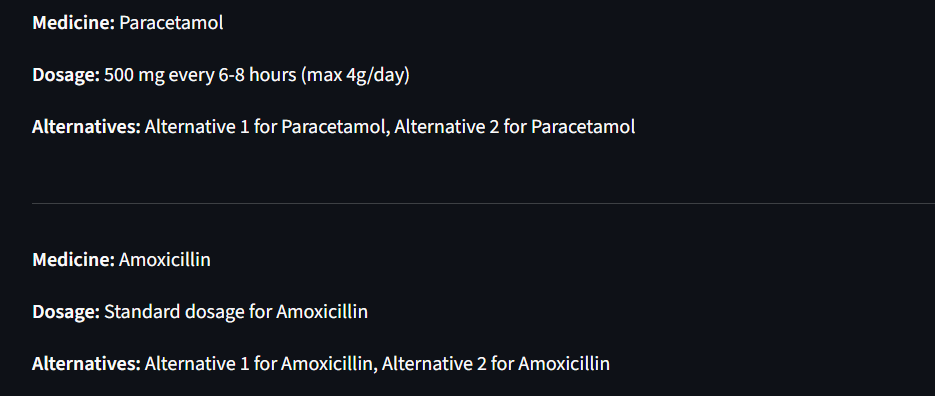 Medicine: Paracetamol
Dosage: 500 mg every 6-8 hours (max 4g/day)
Alternatives: Alternative 1 for Paracetamol, Alternative 2 for Paracetamol
Medicine: Amoxicillin
Dosage: Standard dosage for Amoxicillin
Alternatives: Alternative 1 for Amoxicillin, Alternative 2 for Amoxicillin